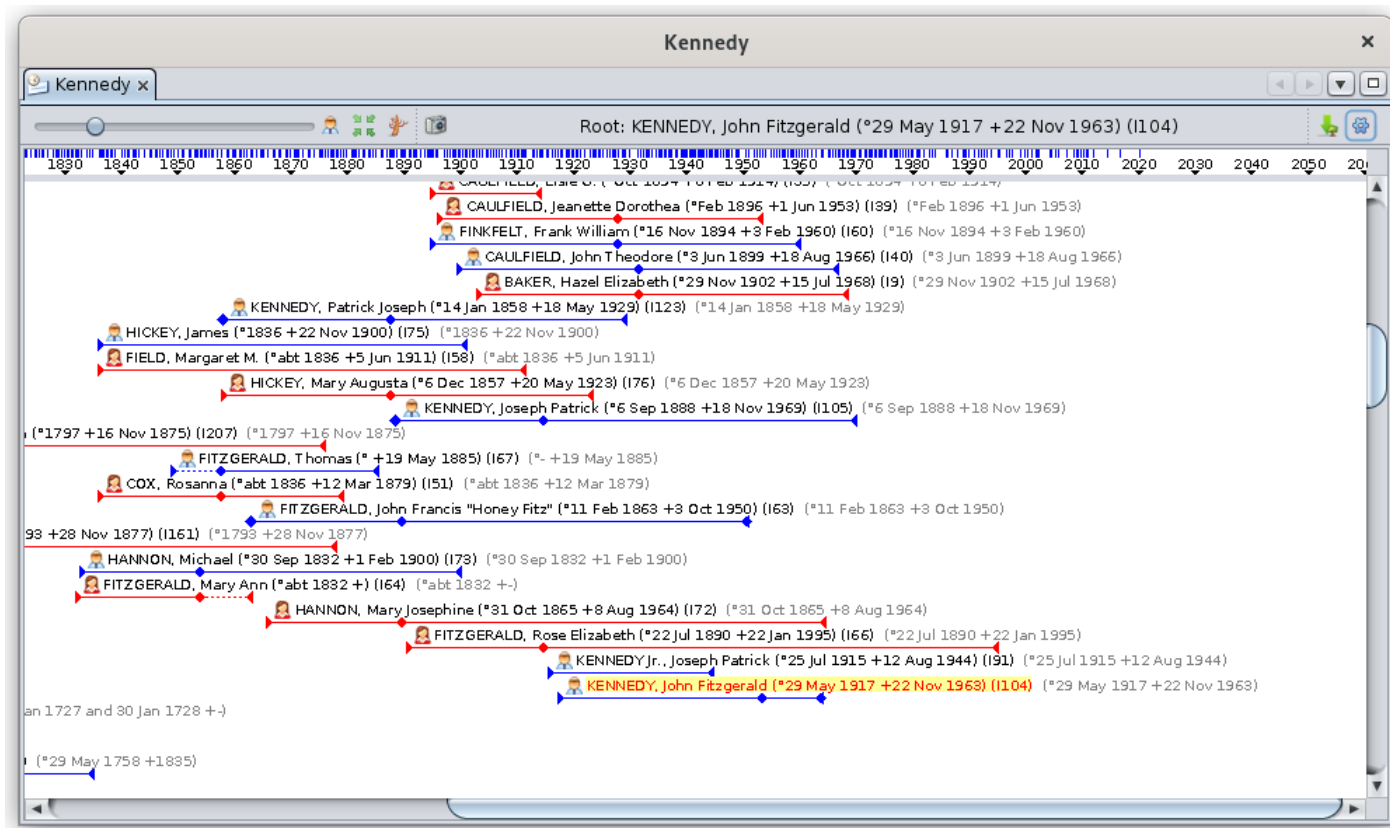 Kennedy
Kennedy
Root: KENNEDY, John Fitzgerald (°29 May 1917 +22 Nov 1963) (I104)
1830 1840 1850 1860 1870 1880 1890 1900 1910 1920 1930 1940 1950 1960 1970 1980 1990 2000 2010 2020 2030 2040 2050 20
CAULFIELD, Elsie G. (°Oct 1894 +6 Feb 1914) (I35) (°Oct 1894 +6 Feb 1914)
CAULFIELD, Jeanette Dorothea (°Feb 1896 +1 Jun 1953) (I39) (°Feb 1896 +1 Jun 1953)
FINKFELT, Frank William (°16 Nov 1894 +3 Feb 1960) (I60) (°16 Nov 1894 +3 Feb 1960)
CAULFIELD, John Theodore (°3 Jun 1899 +18 Aug 1966) (I40) (°3 Jun 1899 +18 Aug 1966)
BAKER, Hazel Elizabeth (°29 Nov 1902 +15 Jul 1968) (I9) (°29 Nov 1902 +15 Jul 1968)
KENNEDY, Patrick Joseph (°14 Jan 1858 +18 May 1929) (I123) (°14 Jan 1858 +18 May 1929)
HICKEY, James (°1836 +22 Nov 1900) (I75) (°1836 +22 Nov 1900)
FIELD, Margaret M. (°abt 1836 +5 Jun 1911) (I58) (°abt 1836 +5 Jun 1911)
HICKEY, Mary Augusta (°6 Dec 1857 +20 May 1923) (I76) (°6 Dec 1857 +20 May 1923)
KENNEDY, Joseph Patrick (°6 Sep 1888 +18 Nov 1969) (I105) (°6 Sep 1888 +18 Nov 1969)
(°1797 +16 Nov 1875) (I207) (°1797 +16 Nov 1875)
FITZGERALD, Thomas (° +19 May 1885) (I67) (°- +19 May 1885)
COX, Rosanna (°abt 1836 +12 Mar 1879) (I51) (°abt 1836 +12 Mar 1879)
FITZGERALD, John Francis "Honey Fitz" (°11 Feb 1863 +3 Oct 1950) (I63) (°11 Feb 1863 +3 Oct 1950)
93 +28 Nov 1877) (I161) (°1793 +28 Nov 1877)
HANNON, Michael (°30 Sep 1832 +1 Feb 1900) (I73) (°30 Sep 1832 +1 Feb 1900)
FITZGERALD, Mary Ann (°abt 1832 +) (I64) (°abt 1832 +-)
HANNON, Mary Josephine (°31 Oct 1865 +8 Aug 1964) (I72) (°31 Oct 1865 +8 Aug 1964)
FITZGERALD, Rose Elizabeth (°22 Jul 1890 +22 Jan 1995) (I66) (°22 Jul 1890 +22 Jan 1995)
KENNEDY Jr., Joseph Patrick (°25 Jul 1915 +12 Aug 1944) (I91) (°25 Jul 1915 +12 Aug 1944)
KENNEDY, John Fitzgerald (°29 May 1917 +22 Nov 1963) (I104) (°29 May 1917 +22 Nov 1963)
an 1727 and 30 Jan 1728 +-)
(°29 May 1758 +1835)